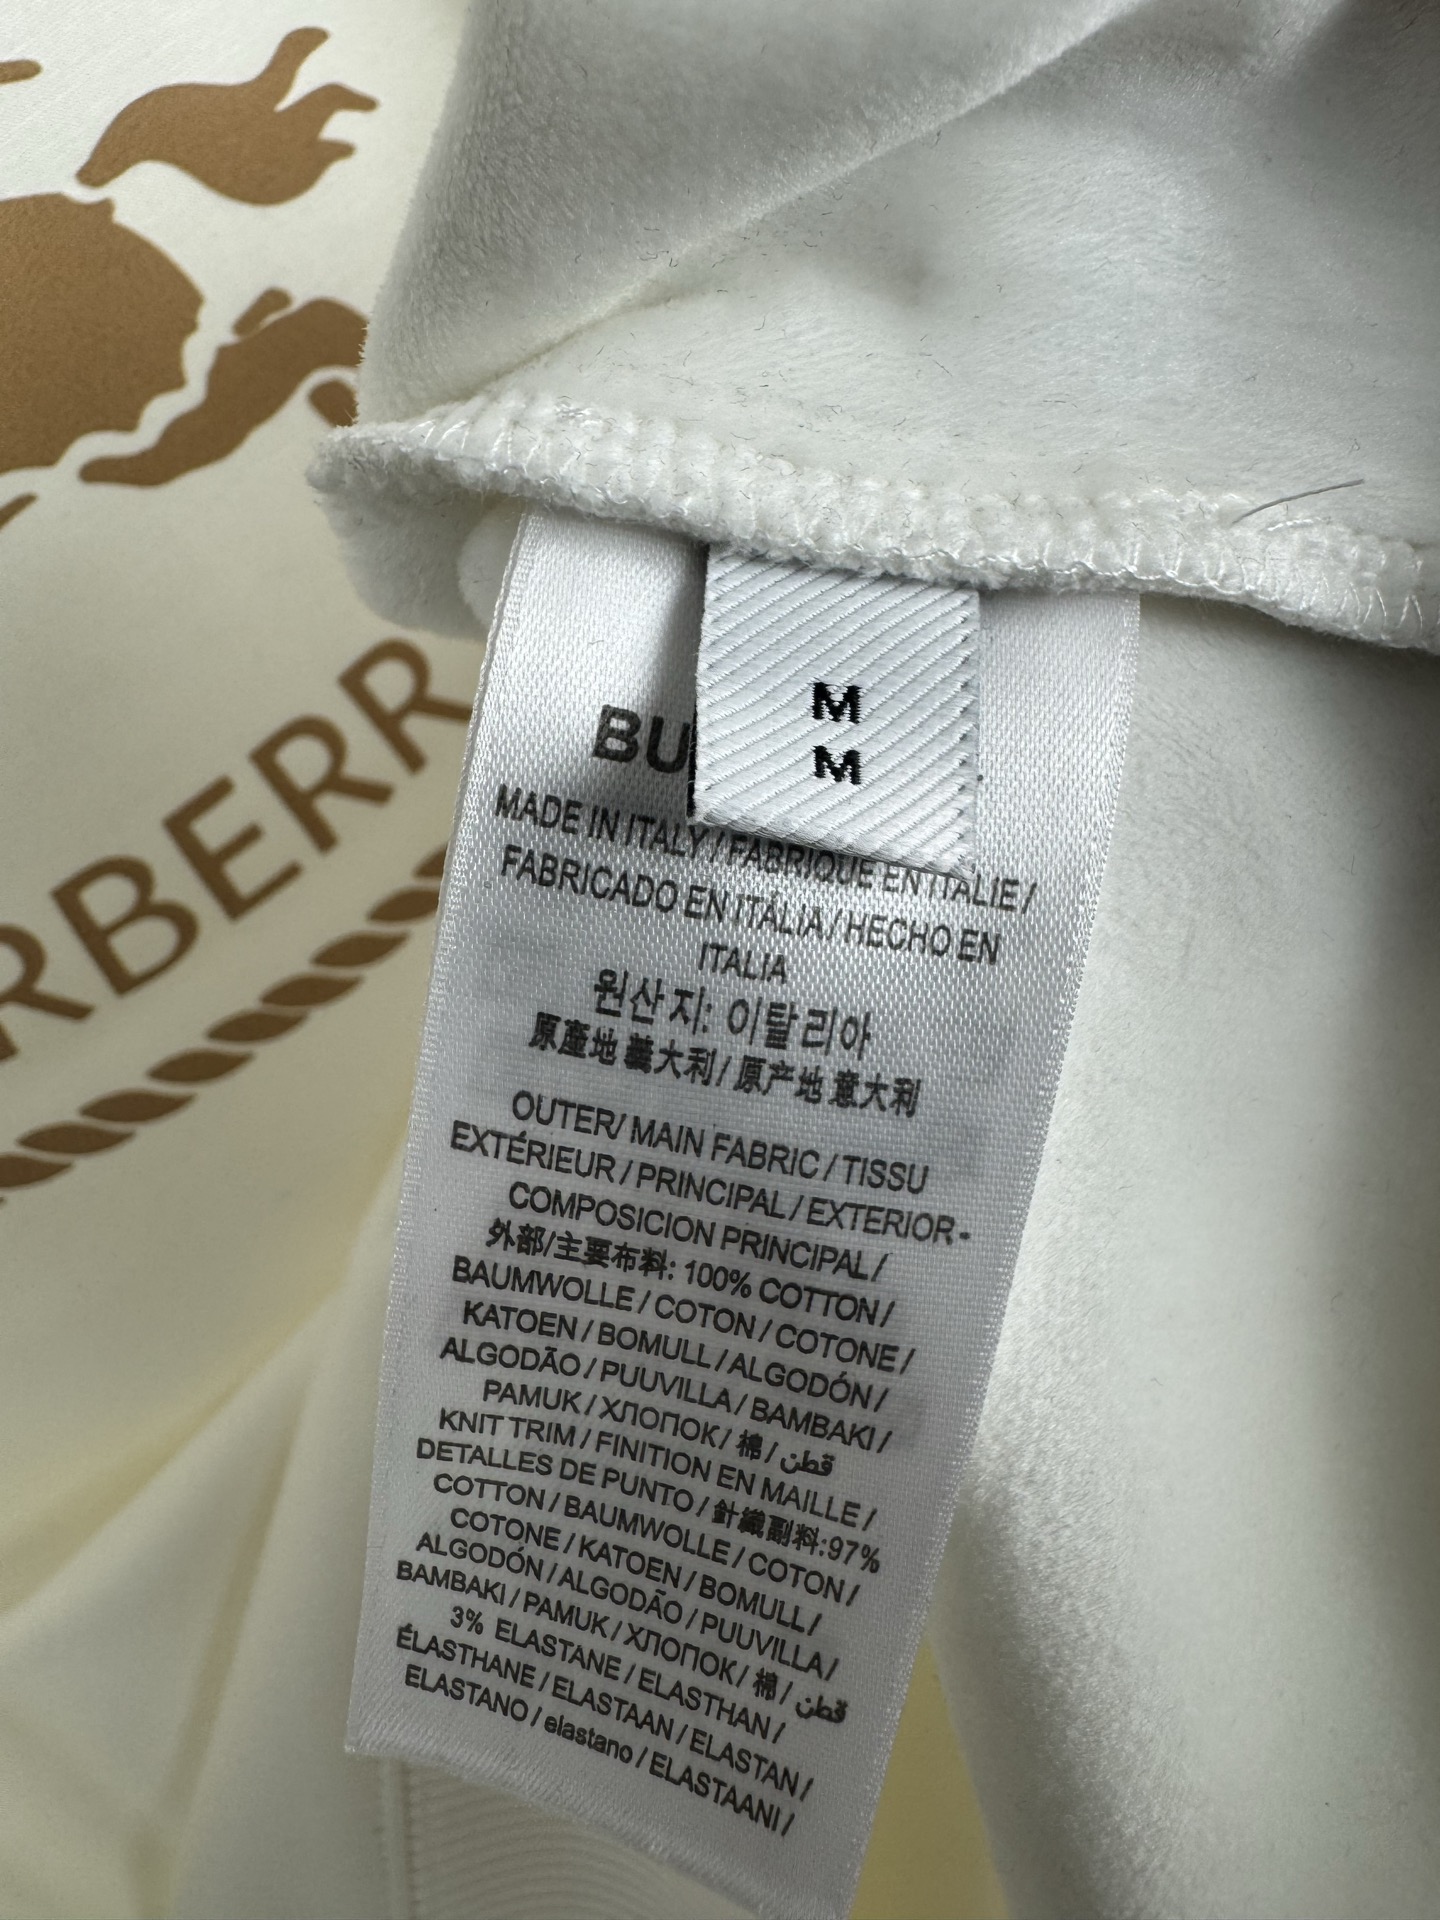 RBERR
M
M
BU
MADE IN ITALY / FABRIQUE EN ITALIE /
FABRICADO EN ITÁLIA / HECHO EN
ITALIA
원산지: 이탈리아
原產地 義大利 / 原产地 意大利
OUTER/ MAIN FABRIC / TISSU
EXTÉRIEUR / PRINCIPAL / EXTERIOR-
COMPOSICION PRINCIPAL /
外部/主要布料: 100% COTTON /
BAUMWOLLE / COTON / COTONE /
KATOEN / BOMULL / ALGODÓN /
ALGODÃO / PUUVILLA / BAMBAKI /
PAMUK / ХЛОПОК / 棉 / قطن
KNIT TRIM / FINITION EN MAILLE /
DETALLES DE PUNTO / 針織副料:97%
COTTON / BAUMWOLLE / COTON /
COTONE / KATOEN / BOMULL /
ALGODÓN / ALGODÃO / PUUVILLA /
BAMBAKI / PAMUK / ХЛОПОК / 棉 / قطن
3% ELASTANE / ELASTHAN /
ÉLASTHANE / ELASTAAN / ELASTAN /
ELASTANO / elastano / ELASTAANI /